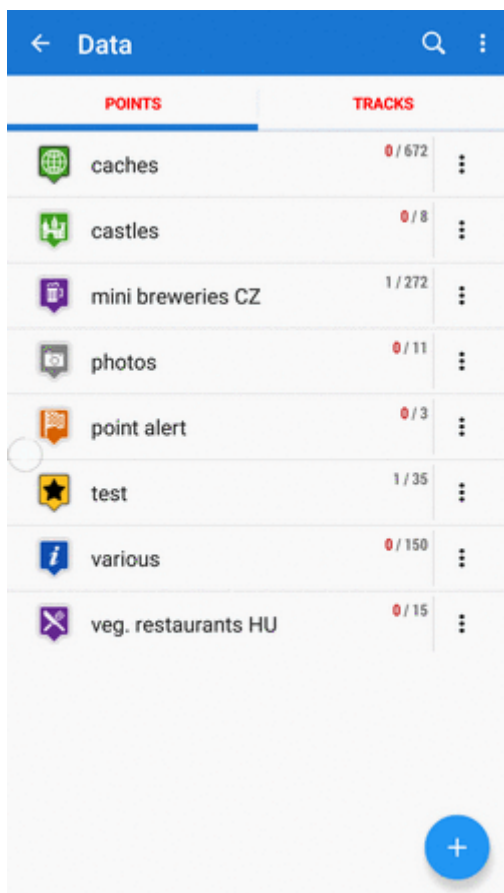 Data
POINTS TRACKS
caches 0 / 672
castles 0 / 8
mini breweries CZ 1 / 272
photos 0 / 11
point alert 0 / 3
test 1 / 35
various 0 / 150
veg. restaurants HU 0 / 15